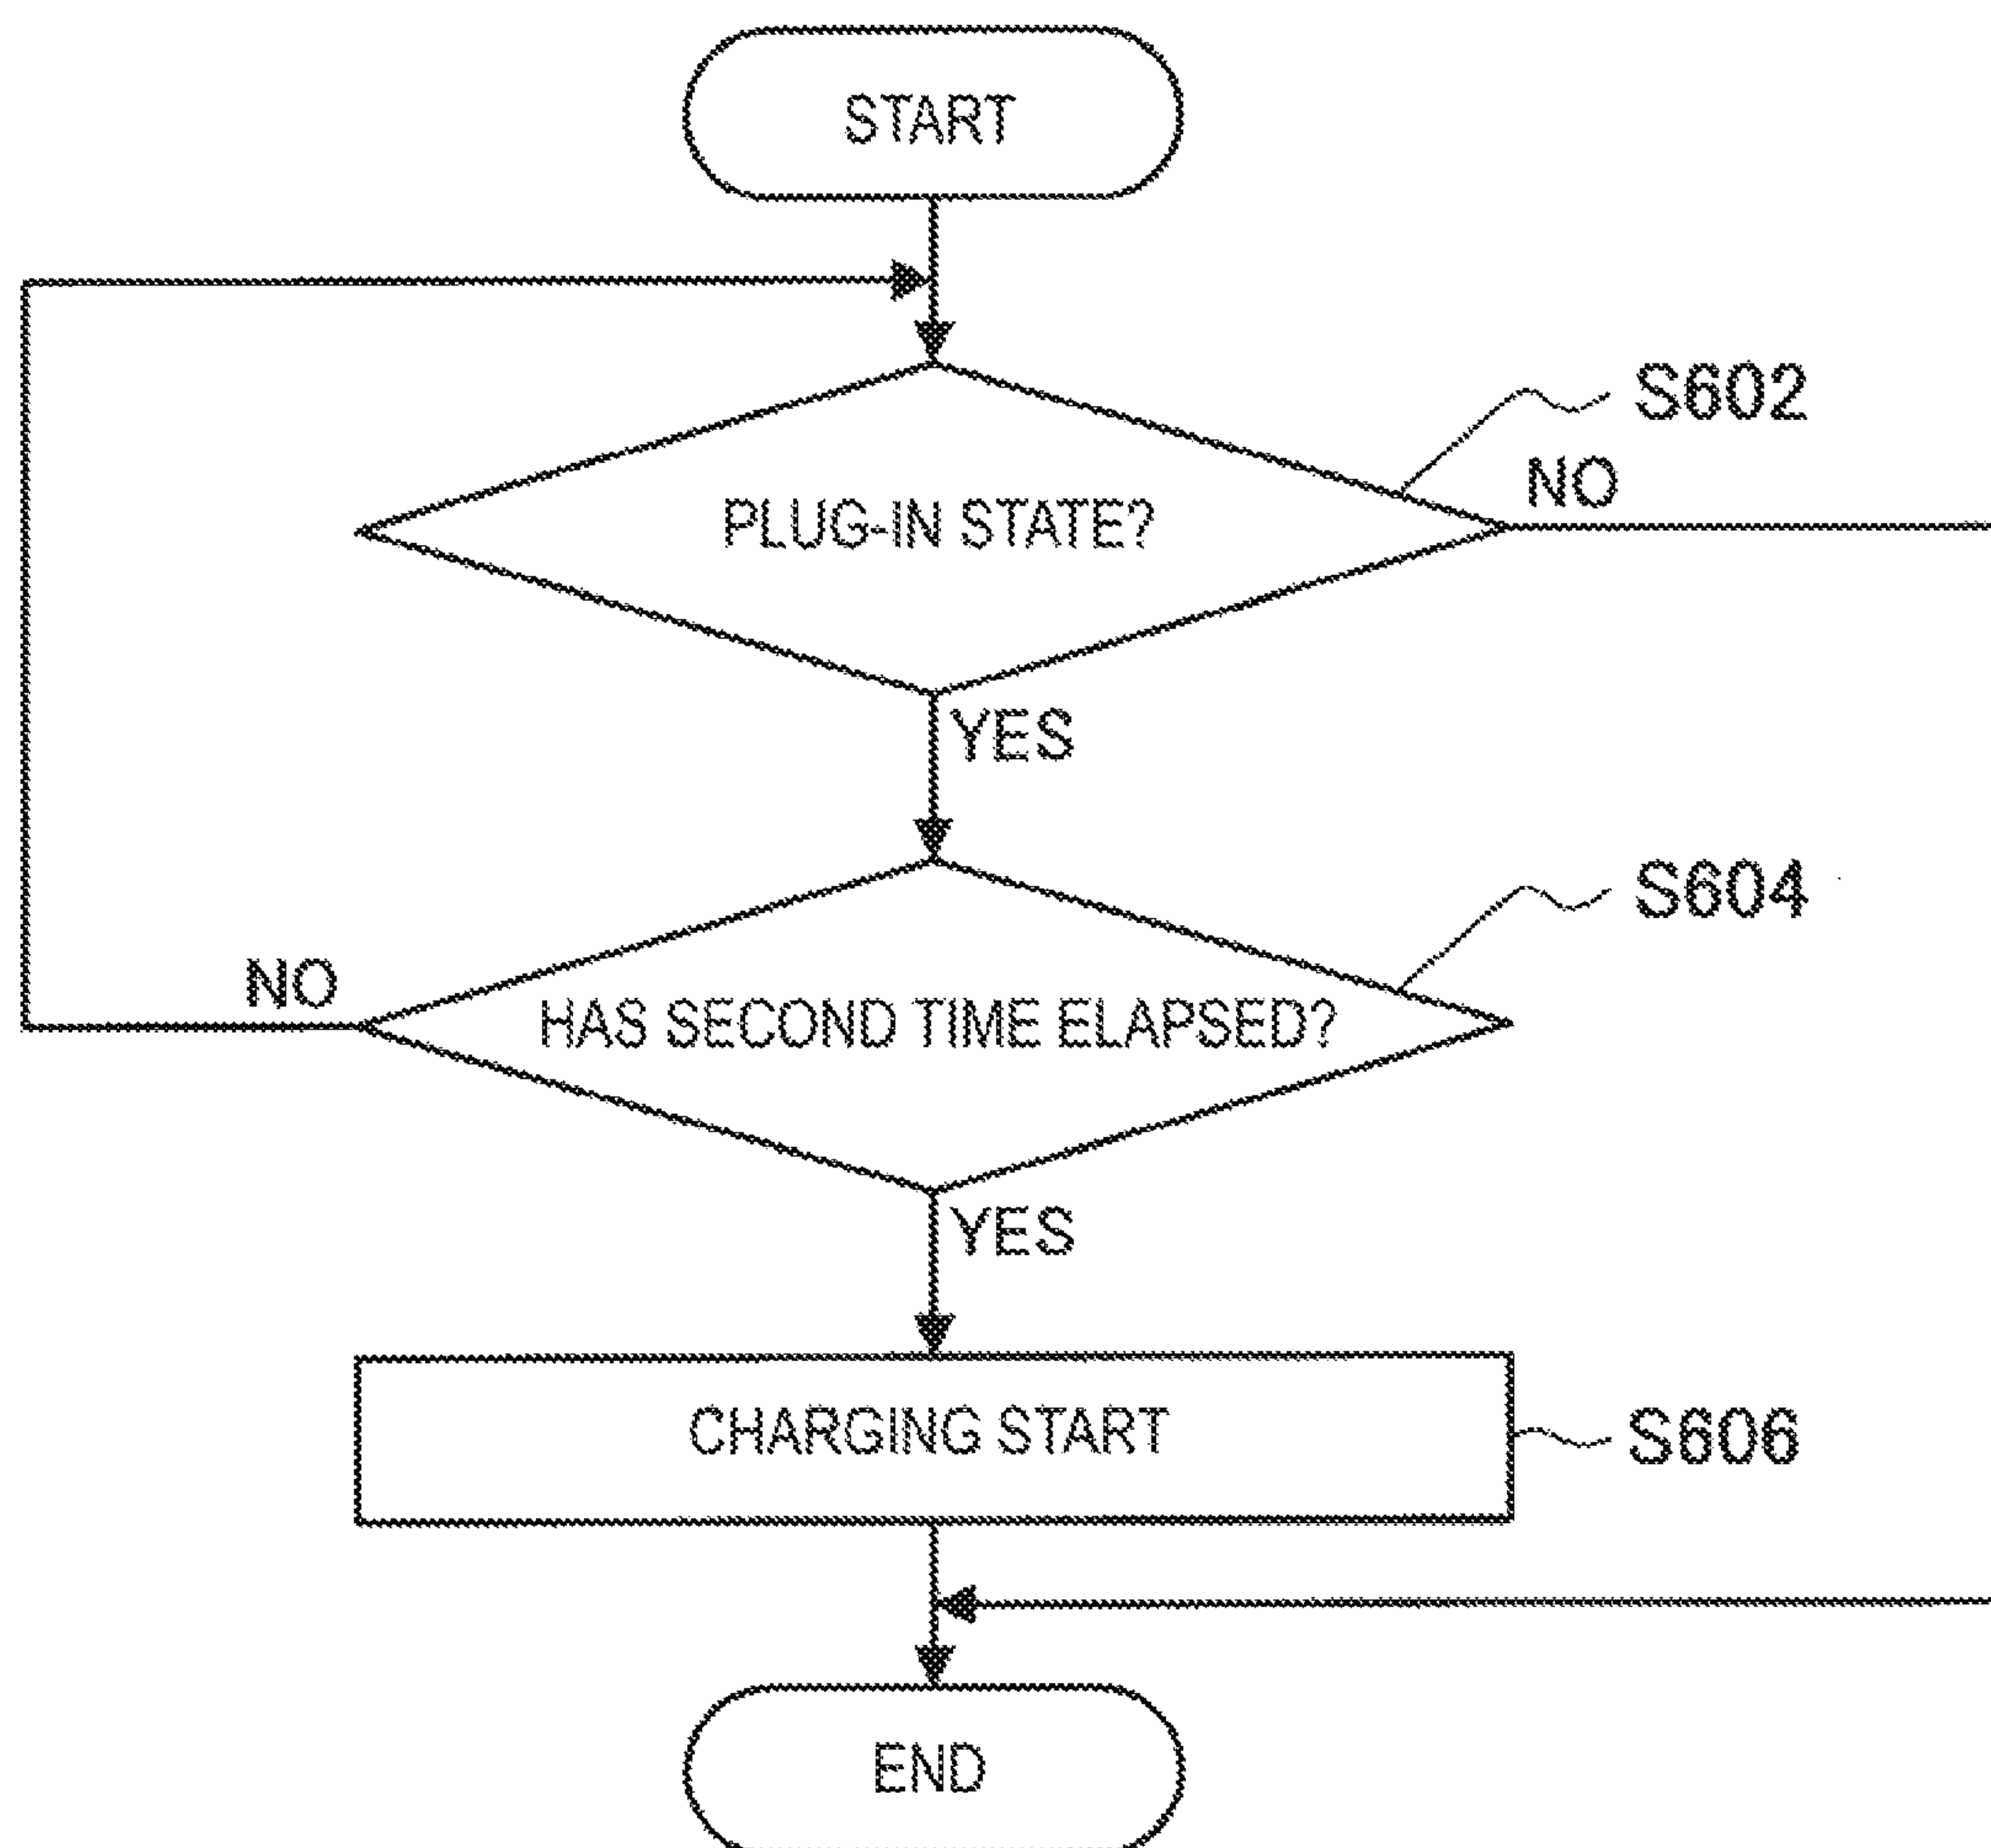 START
S602
NO
PLUG-IN STATE?
YES
S604
NO
HAS SECOND TIME ELAPSED?
YES
CHARGING START
S606
END